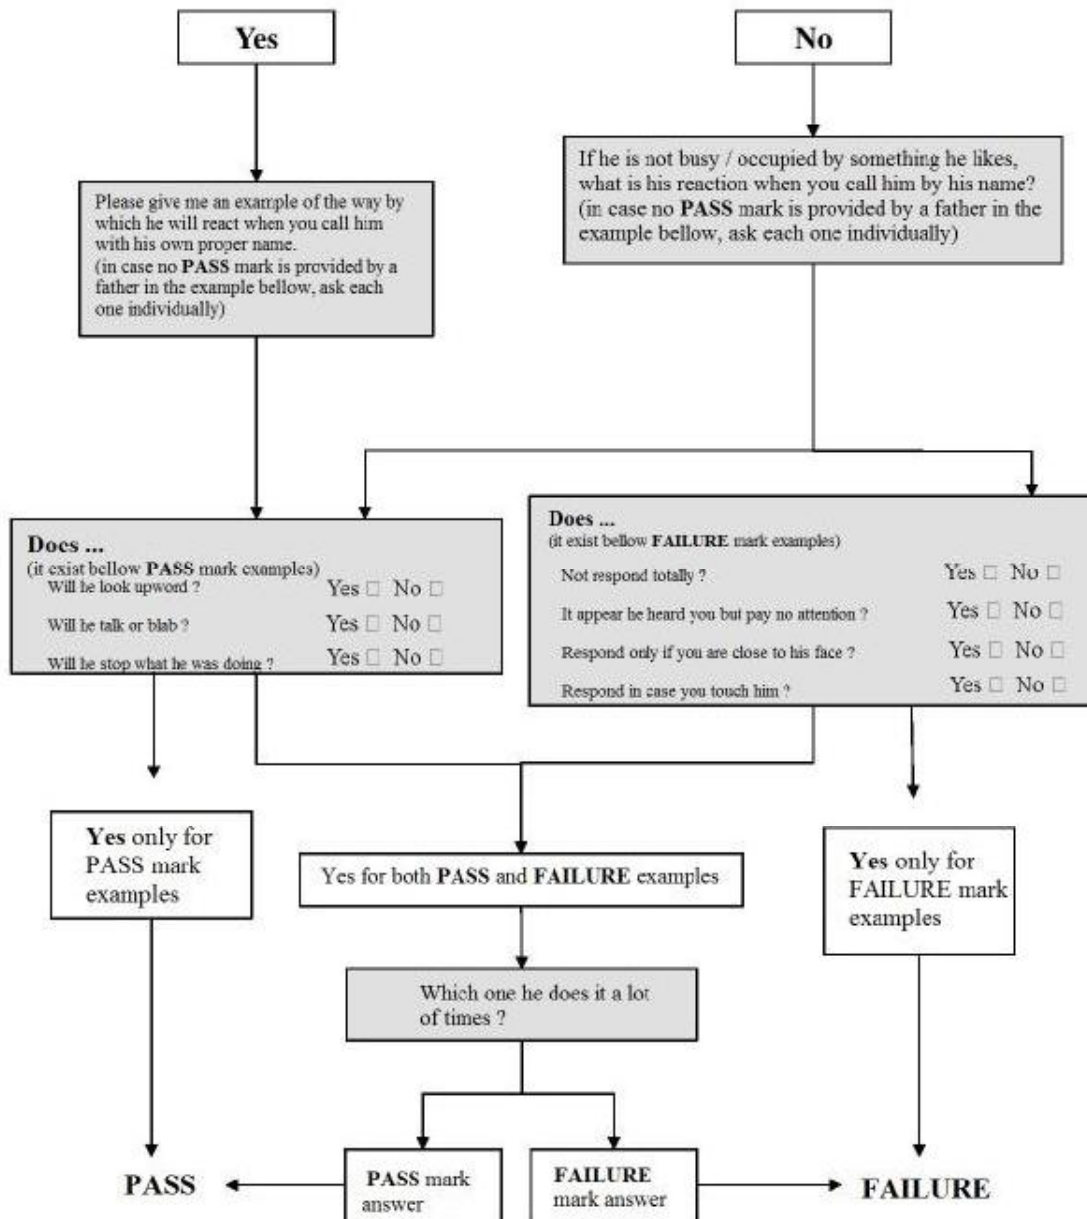 Yes
No
Please give me an example of the way by
which he will react when you call him
with his own proper name.
(in case no PASS mark is provided by a
father in the example bellow, ask each
one individually)
If he is not busy / occupied by something he likes,
what is his reaction when you call him by his name?
(in case no PASS mark is provided by a father in the
example bellow, ask each one individually)
Does ...
(it exist bellow PASS mark examples)
Will he look upword ? Yes □ No □
Will he talk or blab ? Yes □ No □
Will he stop what he was doing ? Yes □ No □
Does ...
(it exist bellow FAILURE mark examples)
Not respond totally ? Yes □ No □
It appear he heard you but pay no attention ? Yes □ No □
Respond only if you are close to his face ? Yes □ No □
Respond in case you touch him ? Yes □ No □
Yes only for
PASS mark
examples
Yes for both PASS and FAILURE examples
Yes only for
FAILURE mark
examples
Which one he does it a lot
of times ?
PASS
PASS mark
answer
FAILURE
mark answer
FAILURE